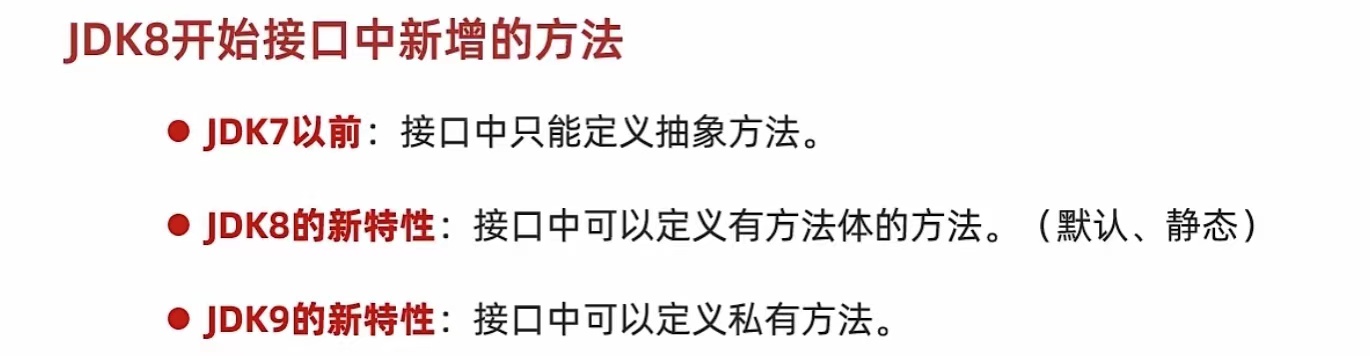 JDK8开始接口中新增的方法
● JDK7以前：接口中只能定义抽象方法。
● JDK8的新特性：接口中可以定义有方法体的方法。（默认、静态）
● JDK9的新特性：接口中可以定义私有方法。